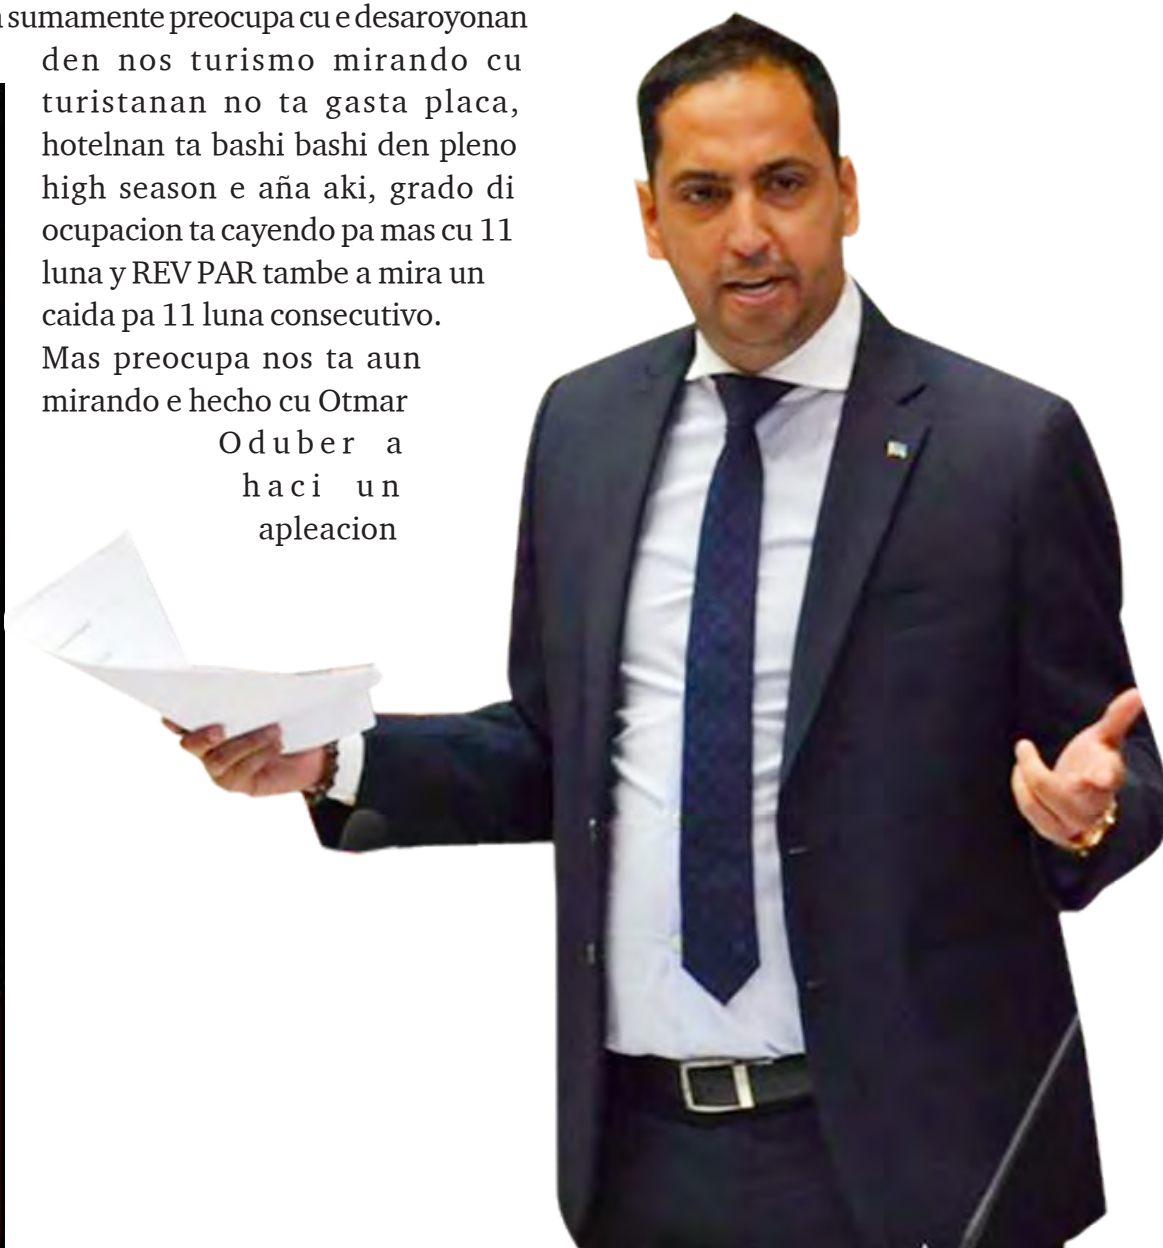 sumamente preocupa cu e desaroyonan
den nos turismo mirando cu
turistanan no ta gasta placa,
hotelnan ta bashi bashi den pleno
high season e aña aki, grado di
ocupacion ta cayendo pa mas cu 11
luna y REV PAR tambe a mira un
caida pa 11 luna consecutivo.
Mas preocupa nos ta aun
mirando e hecho cu Otmar
Oduber a
haci un
apleacion